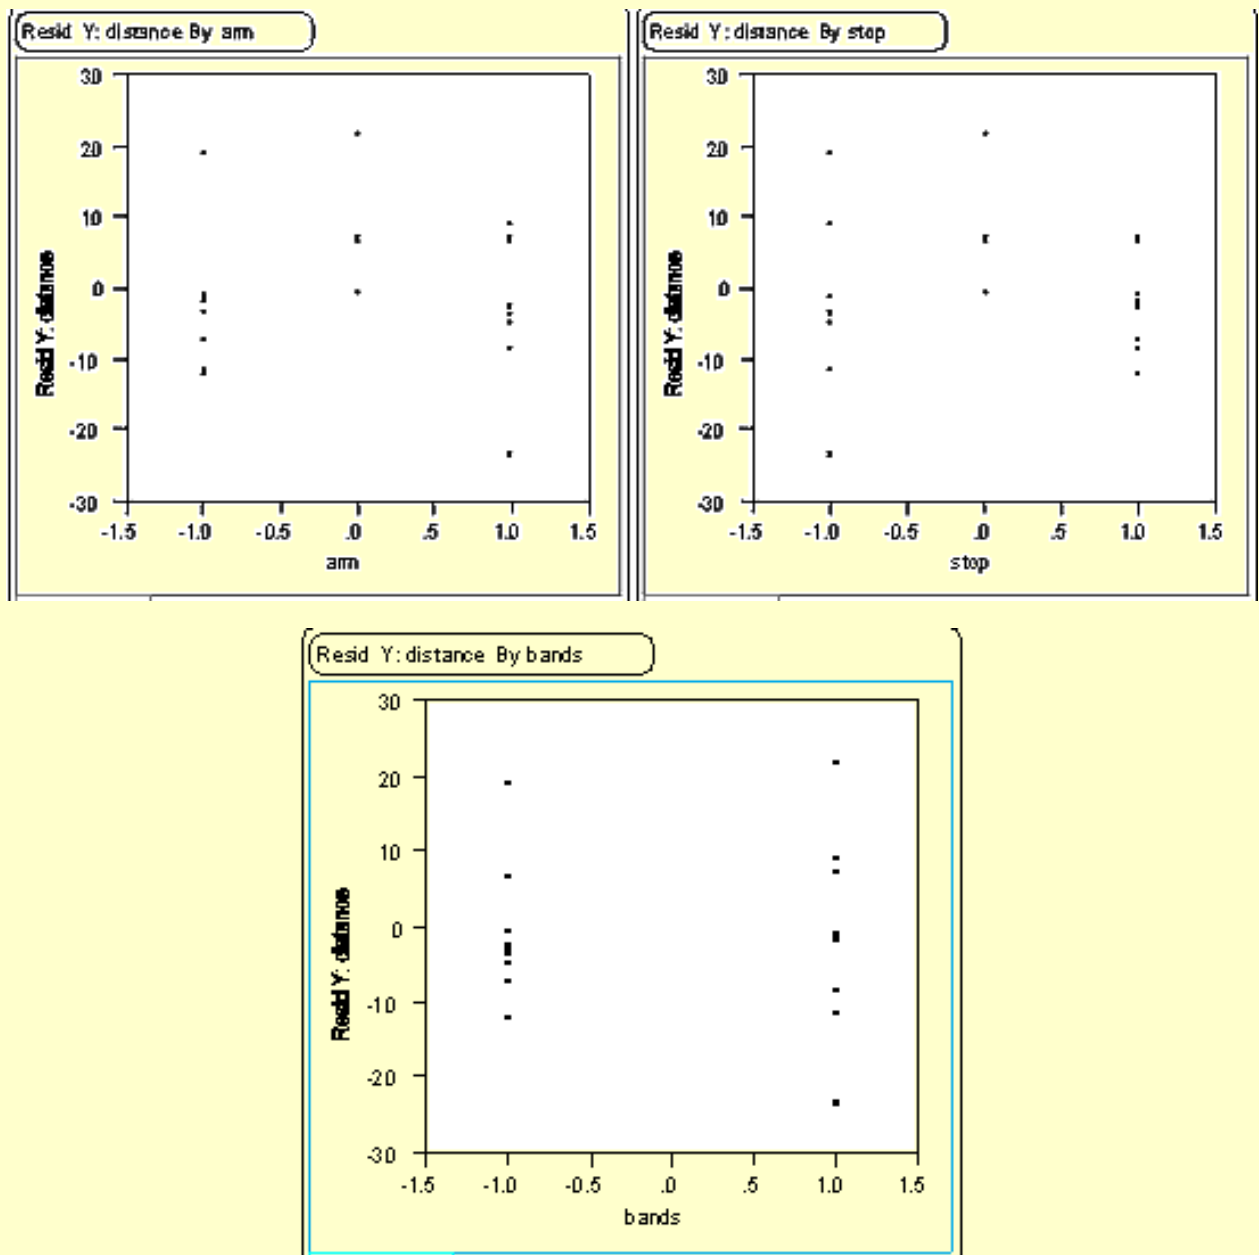 Resid Y: distance By arm
30
20
10
0
-10
-20
-30
Resid Y: distance
-1.5 -1.0 -0.5 .0 .5 1.0 1.5
arm
Resid Y: distance By stop
30
20
10
0
-10
-20
-30
Resid Y: distance
-1.5 -1.0 -0.5 .0 .5 1.0 1.5
stop
Resid Y: distance By bands
30
20
10
0
-10
-20
-30
Resid Y: distance
-1.5 -1.0 -0.5 .0 .5 1.0 1.5
bands